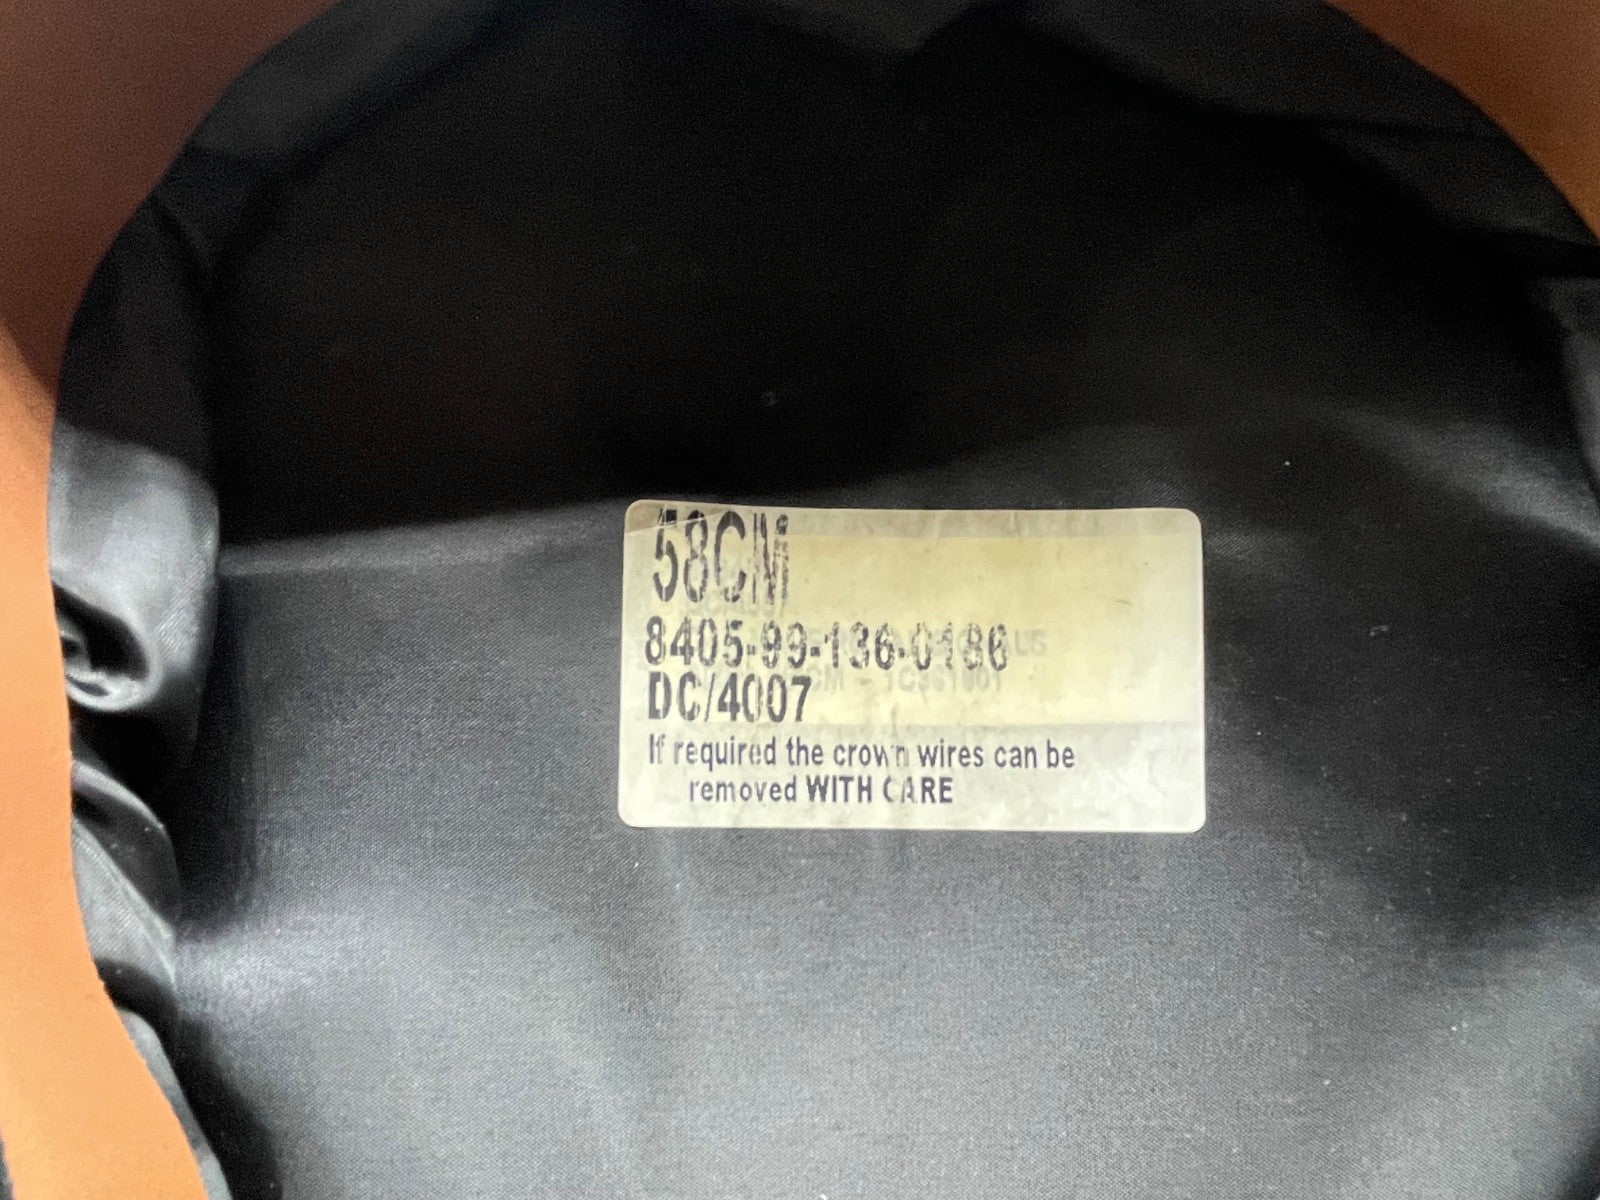 58CM
8405-99-136-0186
DC/4007
If required the crown wires can be
removed WITH CARE